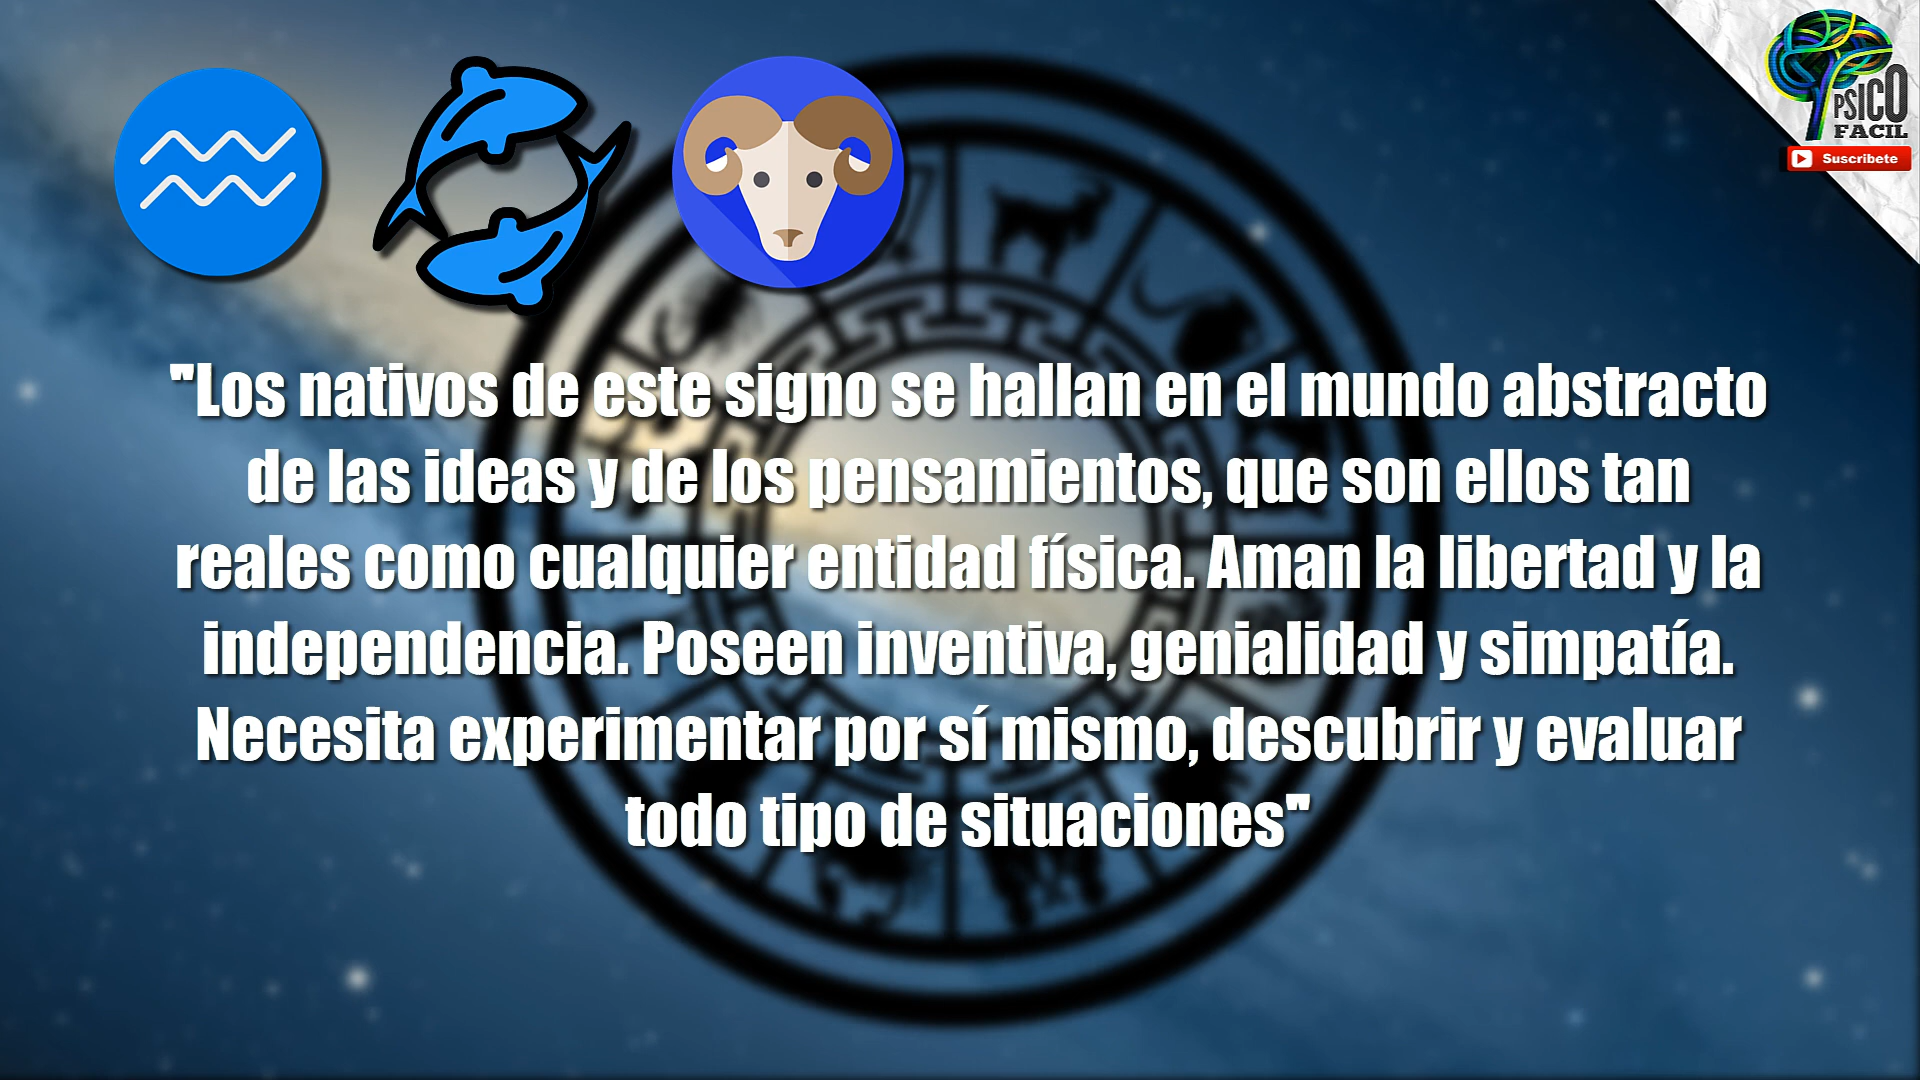 PSICO
FACIL
Suscribete
"Los nativos de este signo se hallan en el mundo abstracto
de las ideas y de los pensamientos, que son ellos tan
reales como cualquier entidad física. Aman la libertad y la
independencia. Poseen inventiva, genialidad y simpatía.
Necesita experimentar por sí mismo, descubrir y evaluar
todo tipo de situaciones"